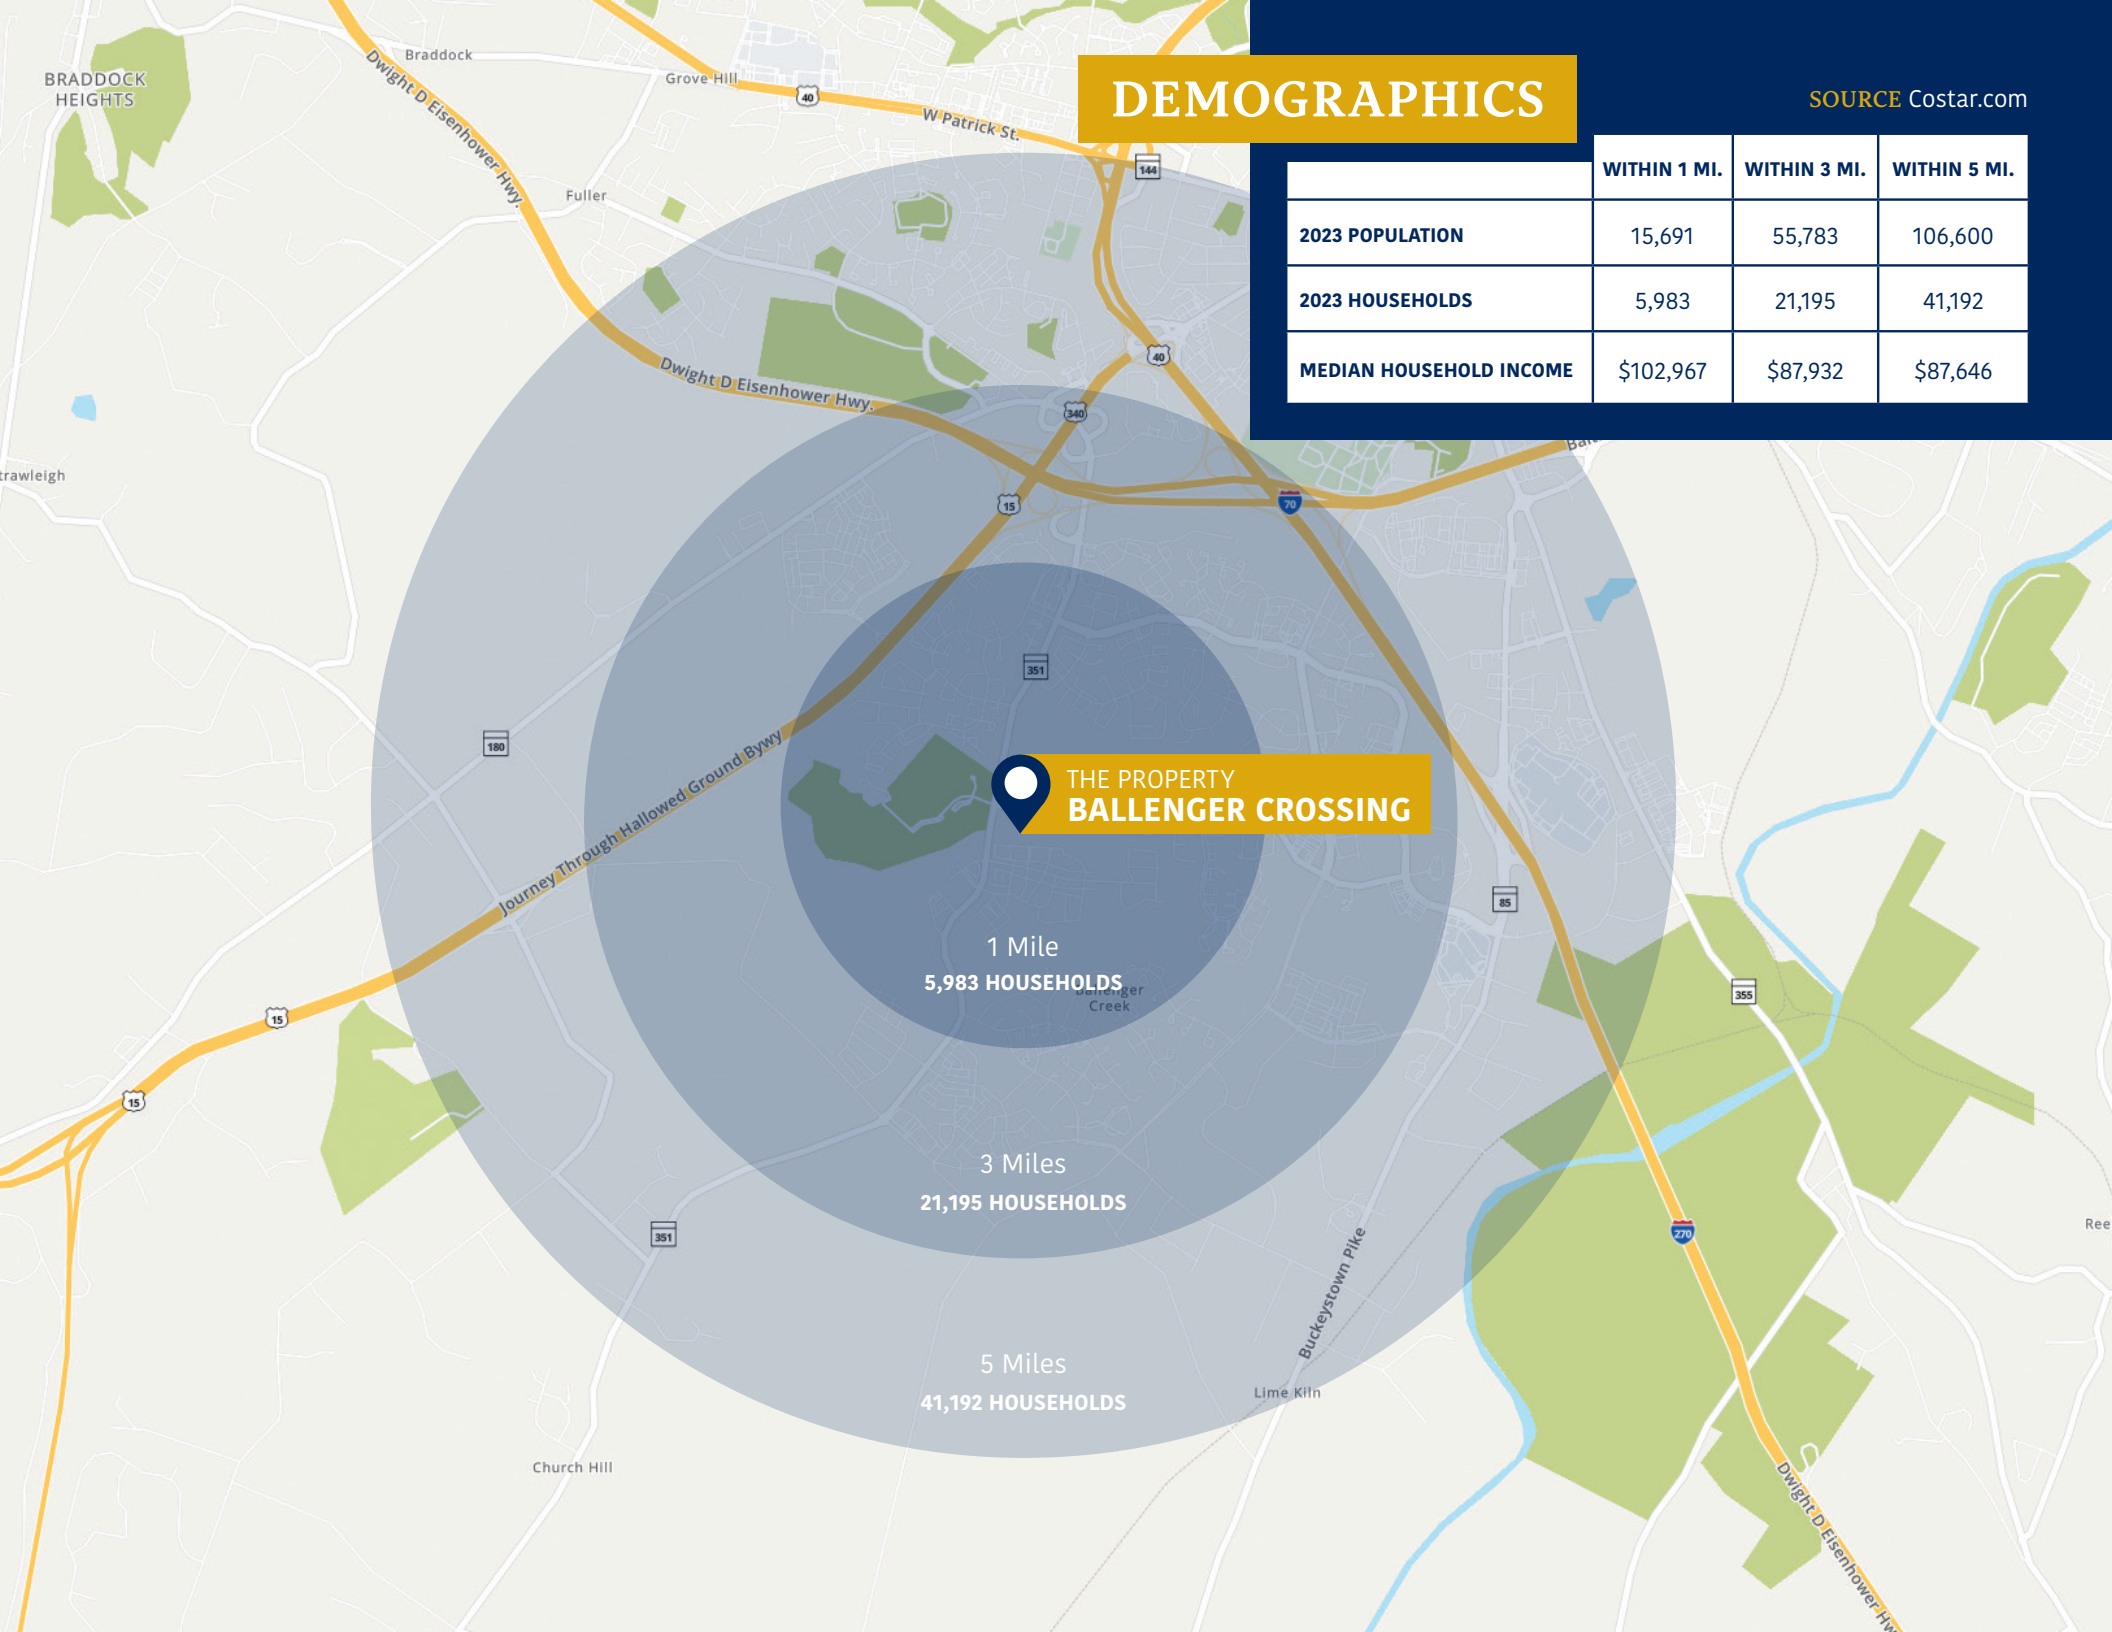 DEMOGRAPHICS
SOURCE Costar.com
WITHIN 1 MI. WITHIN 3 MI. WITHIN 5 MI.
2023 POPULATION 15,691 55,783 106,600
2023 HOUSEHOLDS 5,983 21,195 41,192
MEDIAN HOUSEHOLD INCOME $102,967 $87,932 $87,646
BRADDOCK
HEIGHTS
Braddock
Dwight D Eisenhower Hwy.
Grove Hill
40
W Patrick St.
144
Fuller
40
Dwight D Eisenhower Hwy.
340
trawleigh
15
70
351
180
Journey Through Hallowed Ground Bywy
THE PROPERTY
BALLENGER CROSSING
85
1 Mile
5,983 HOUSEHOLDS
Ballenger
Creek
355
15
15
3 Miles
21,195 HOUSEHOLDS
351
270
Ree
Buckeystown Pike
5 Miles
41,192 HOUSEHOLDS
Lime Kiln
Church Hill
Dwight D Eisenhower Hw